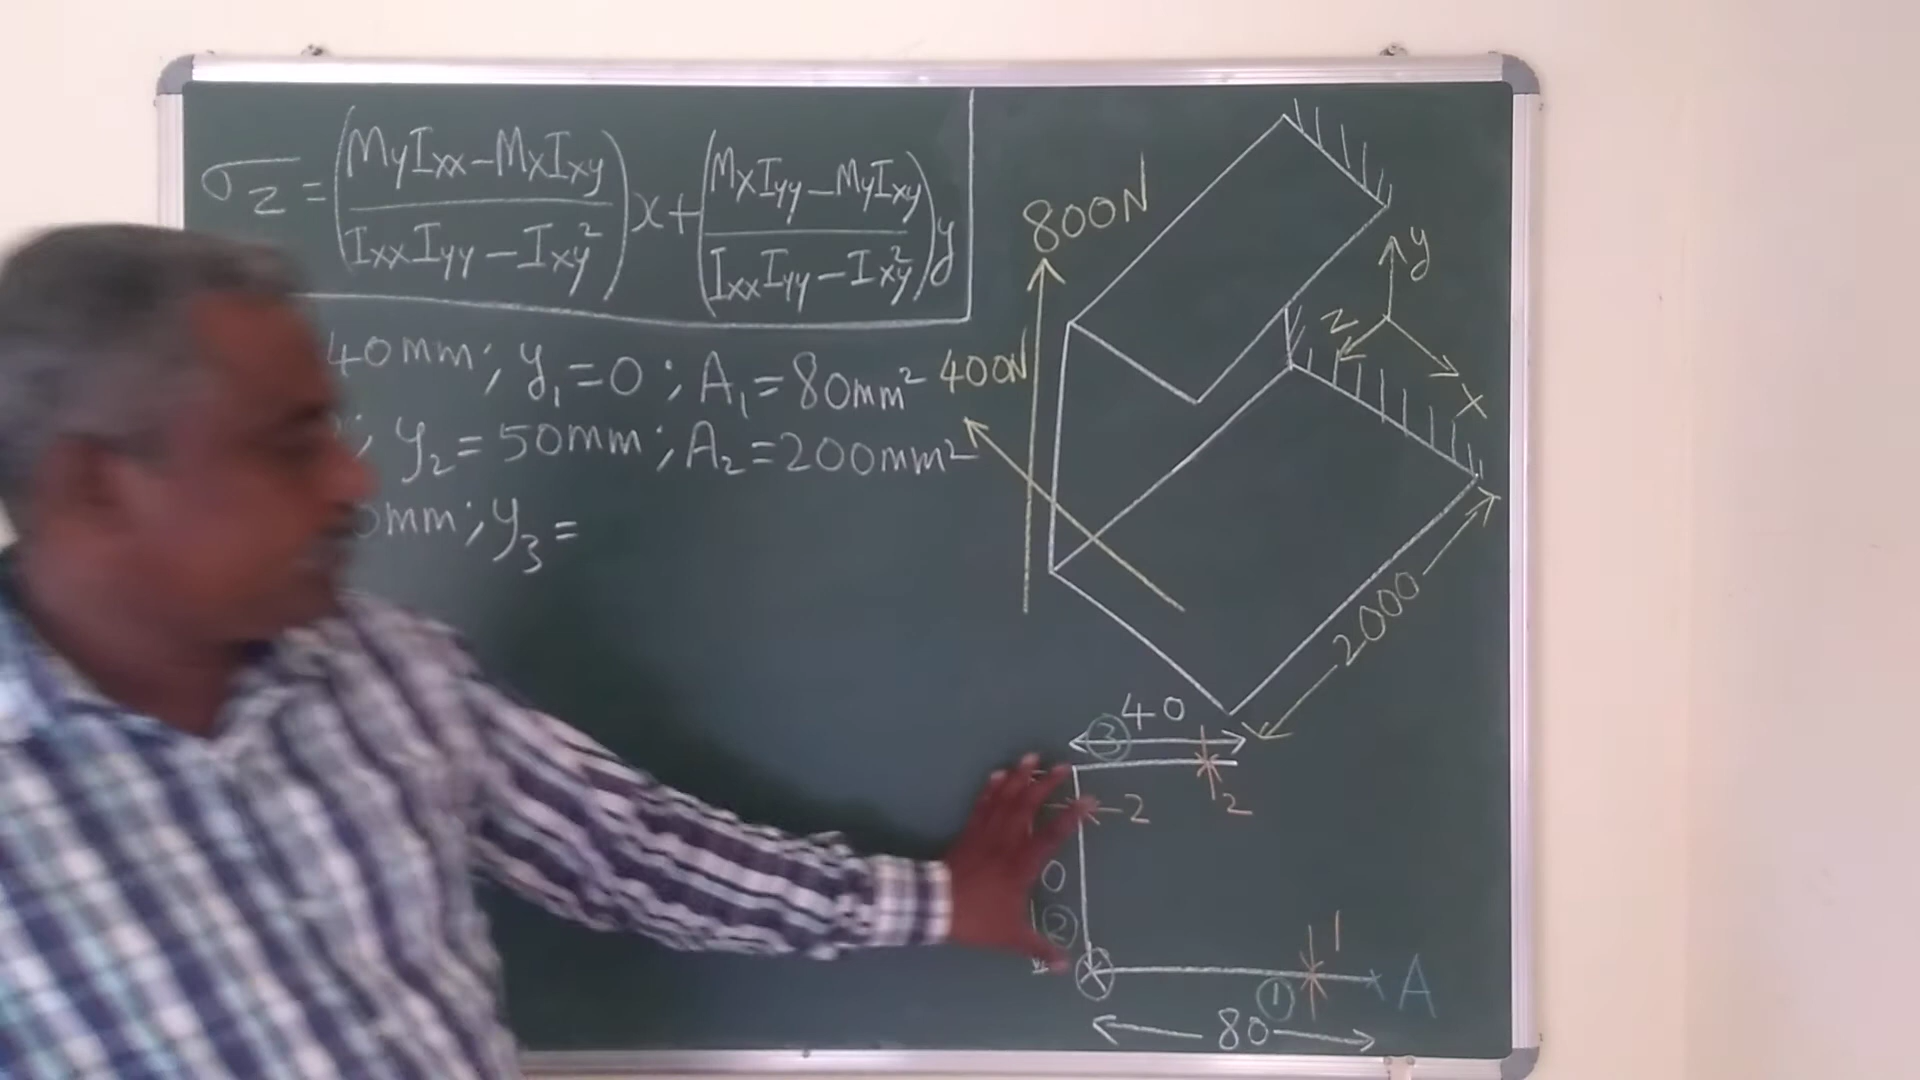 σz = (MyIxx – MxIxy / IxxIyy – Ixy²) x + (MxIyy – MyIxy / IxxIyy – Ixy²) y
40mm; y₁ = 0; A₁ = 80mm²
; y₂ = 50mm; A₂ = 200mm²
0mm; y₃ =
800N
400N
y
z
x
2000
40
③
2
2
0
②
1
①
A
80